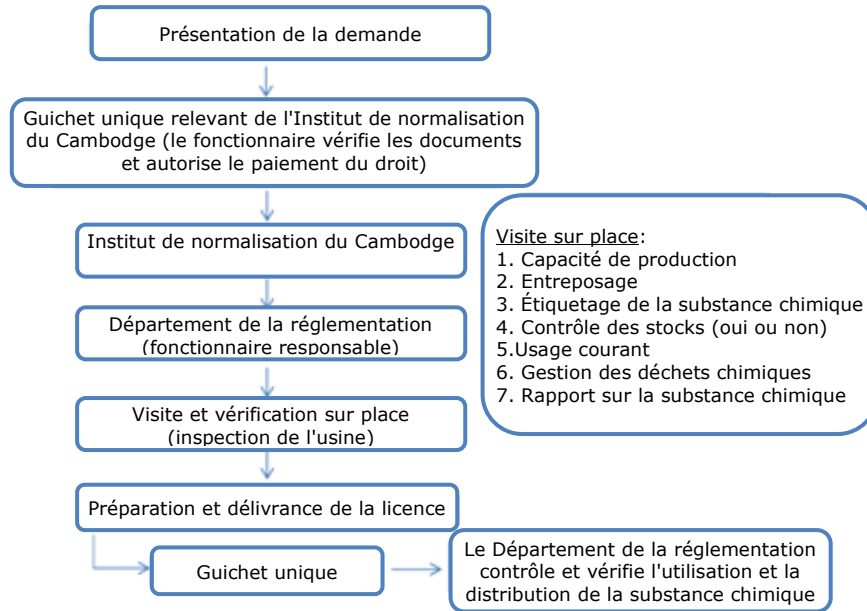 Présentation de la demande
Guichet unique relevant de l'Institut de normalisation
du Cambodge (le fonctionnaire vérifie les documents
et autorise le paiement du droit)
Institut de normalisation du Cambodge
Département de la réglementation
(fonctionnaire responsable)
Visite et vérification sur place
(inspection de l'usine)
Préparation et délivrance de la licence
Guichet unique
Le Département de la réglementation
contrôle et vérifie l'utilisation et la
distribution de la substance chimique
Visite sur place:
1. Capacité de production
2. Entreposage
3. Étiquetage de la substance chimique
4. Contrôle des stocks (oui ou non)
5.Usage courant
6. Gestion des déchets chimiques
7. Rapport sur la substance chimique